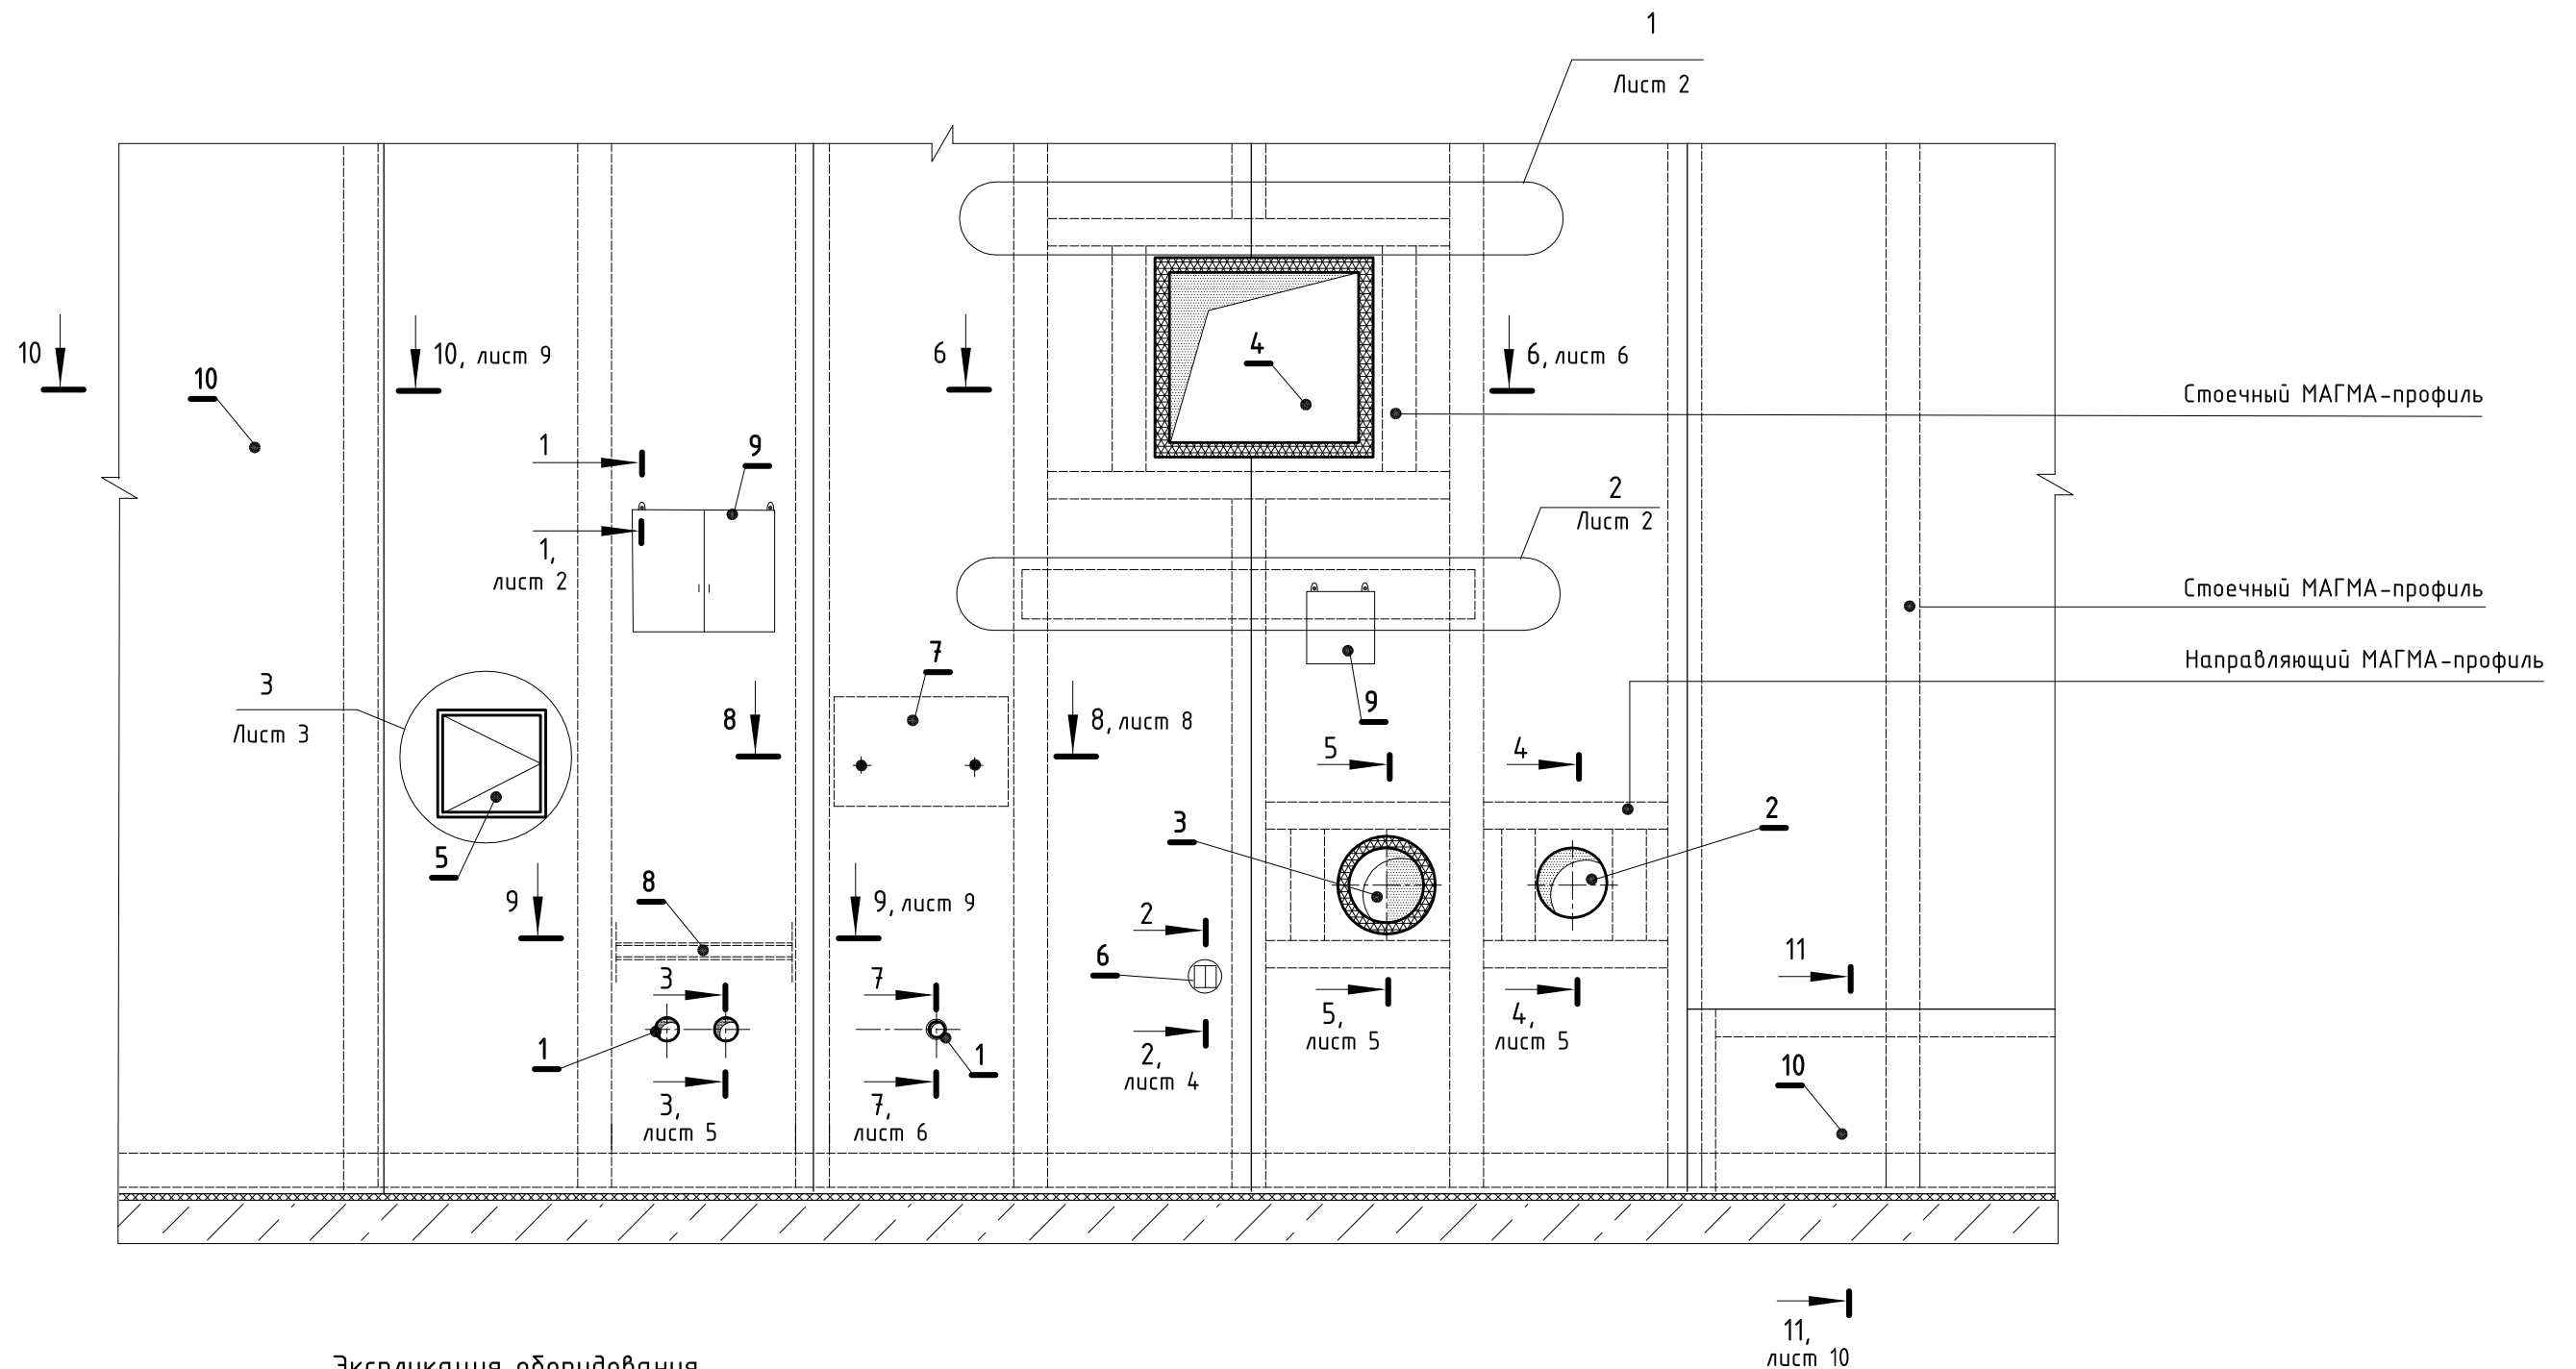 1
Лист 2
10
10, лист 9
6
6, лист 6
10
4
Стоечный МАГМА-профиль
1
9
2
Лист 2
1,
лист 2
Стоечный МАГМА-профиль
7
Направляющий МАГМА-профиль
3
Лист 3
9
8
8, лист 8
5
4
2
3
5
8
9
9, лист 9
2
6
11
3
7
5,
лист 5
4,
лист 5
1
1
2,
лист 4
10
3,
лист 5
7,
лист 6
11,
лист 10
Экспликация оборудования